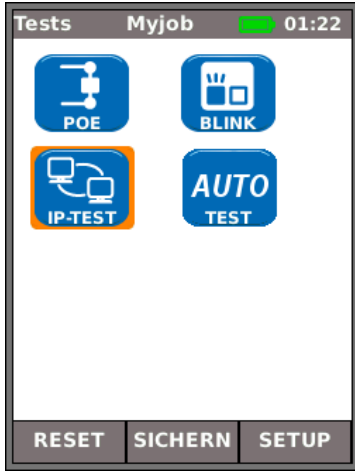 Tests Myjob 01:22
POE BLINK
IP-TEST AUTO TEST
RESET SICHERN SETUP